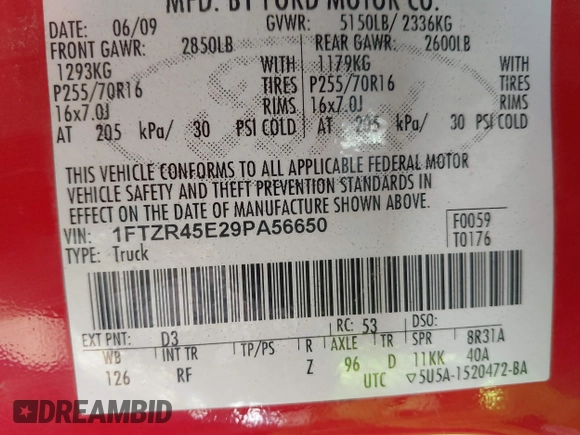 MFD. BY FORD MOTOR CO.
DATE: 06/09 GVWR: 5150LB/ 2336KG
FRONT GAWR: 2850LB REAR GAWR: 2600LB
1293KG 1179KG
P255/70R16 TIRES P255/70R16 TIRES
16x7.0J RIMS 16x7.0J RIMS
AT 205 kPa/ 30 PSI COLD AT 205 kPa/ 30 PSI COLD
THIS VEHICLE CONFORMS TO ALL APPLICABLE FEDERAL MOTOR
VEHICLE SAFETY AND THEFT PREVENTION STANDARDS IN
EFFECT ON THE DATE OF MANUFACTURE SHOWN ABOVE.
VIN: 1FTZR45E29PA56650 F0059
TYPE: Truck T0176
EXT PNT: D3 RC: 53 DSO:
WB INT TR TP/PS R AXLE TR SPR 8R31A
126 RF Z 96 D 11KK 40A
UTC ▽5U5A-1520472-BA
DREAMBID